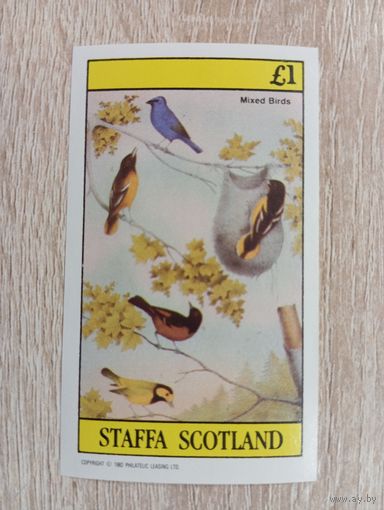 £1
Mixed Birds
STAFFA SCOTLAND
COPYRIGHT © 1982 PHILATELIC LEASING LTD.
www.ay.by